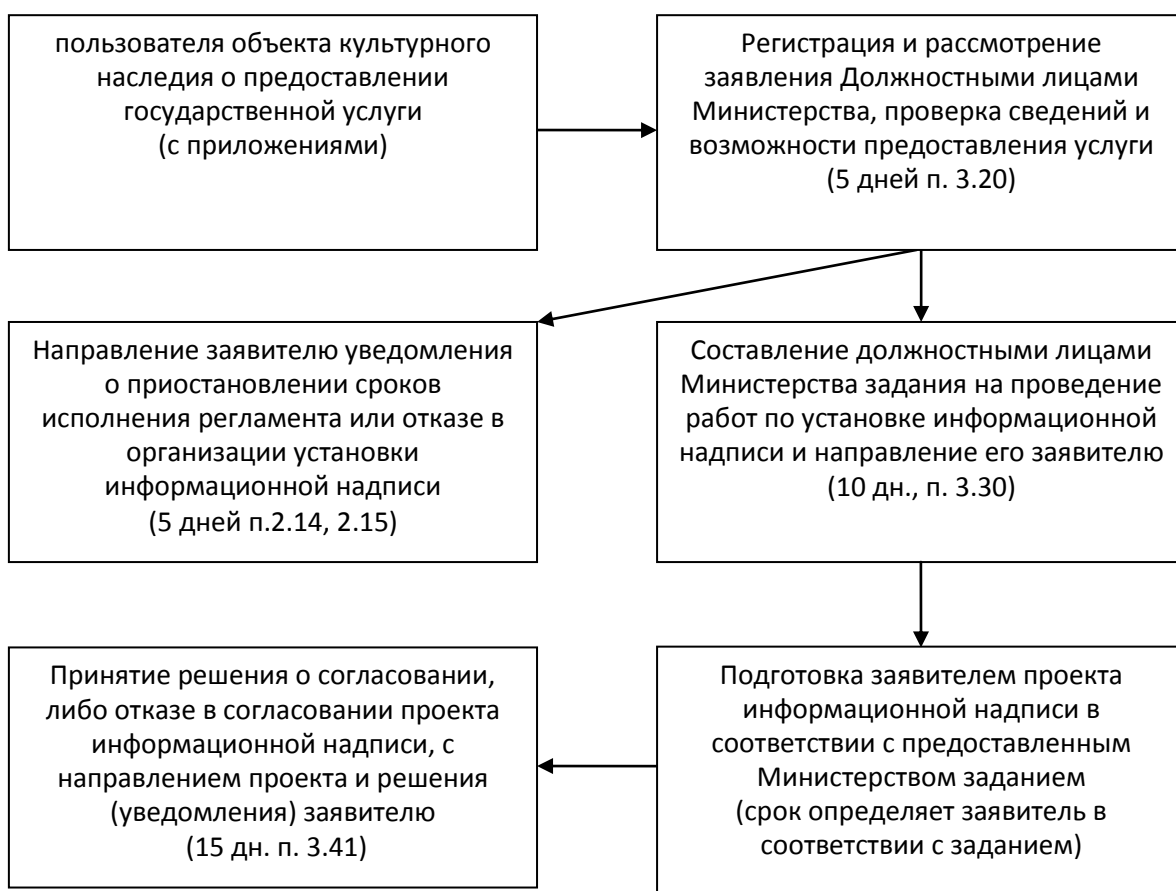 пользователя объекта культурного
наследия о предоставлении
государственной услуги
(с приложениями)
Регистрация и рассмотрение
заявления Должностными лицами
Министерства, проверка сведений и
возможности предоставления услуги
(5 дней п. 3.20)
Направление заявителю уведомления
о приостановлении сроков
исполнения регламента или отказе в
организации установки
информационной надписи
(5 дней п.2.14, 2.15)
Составление должностными лицами
Министерства задания на проведение
работ по установке информационной
надписи и направление его заявителю
(10 дн., п. 3.30)
Принятие решения о согласовании,
либо отказе в согласовании проекта
информационной надписи, с
направлением проекта и решения
(уведомления) заявителю
(15 дн. п. 3.41)
Подготовка заявителем проекта
информационной надписи в
соответствии с предоставленным
Министерством заданием
(срок определяет заявитель в
соответствии с заданием)